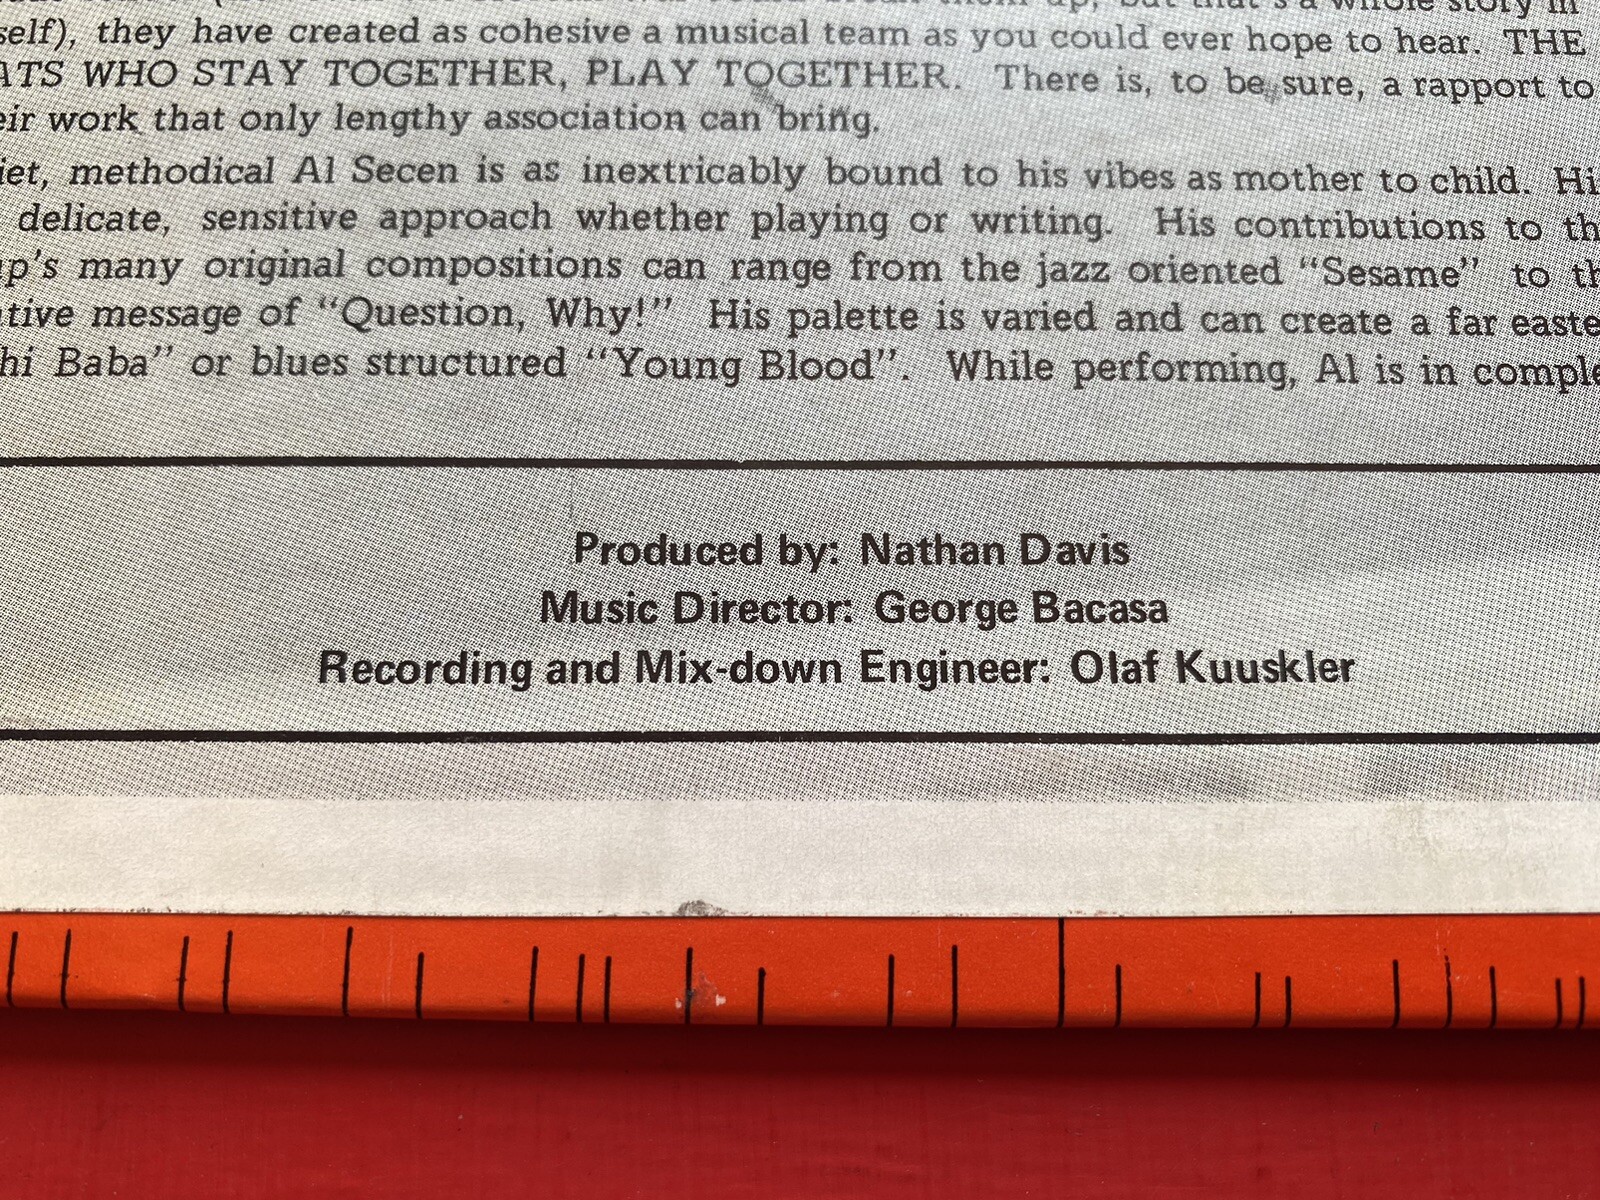 self), they have created as cohesive a musical team as you could ever hope to hear. THE
ATS WHO STAY TOGETHER, PLAY TOGETHER. There is, to be sure, a rapport to
eir work that only lengthy association can bring.
iet, methodical Al Secen is as inextricably bound to his vibes as mother to child. Hi
delicate, sensitive approach whether playing or writing. His contributions to th
up's many original compositions can range from the jazz oriented "Sesame" to th
tive message of "Question, Why!" His palette is varied and can create a far easte
hi Baba" or blues structured "Young Blood". While performing, Al is in comple
Produced by: Nathan Davis
Music Director: George Bacasa
Recording and Mix-down Engineer: Olaf Kuuskler